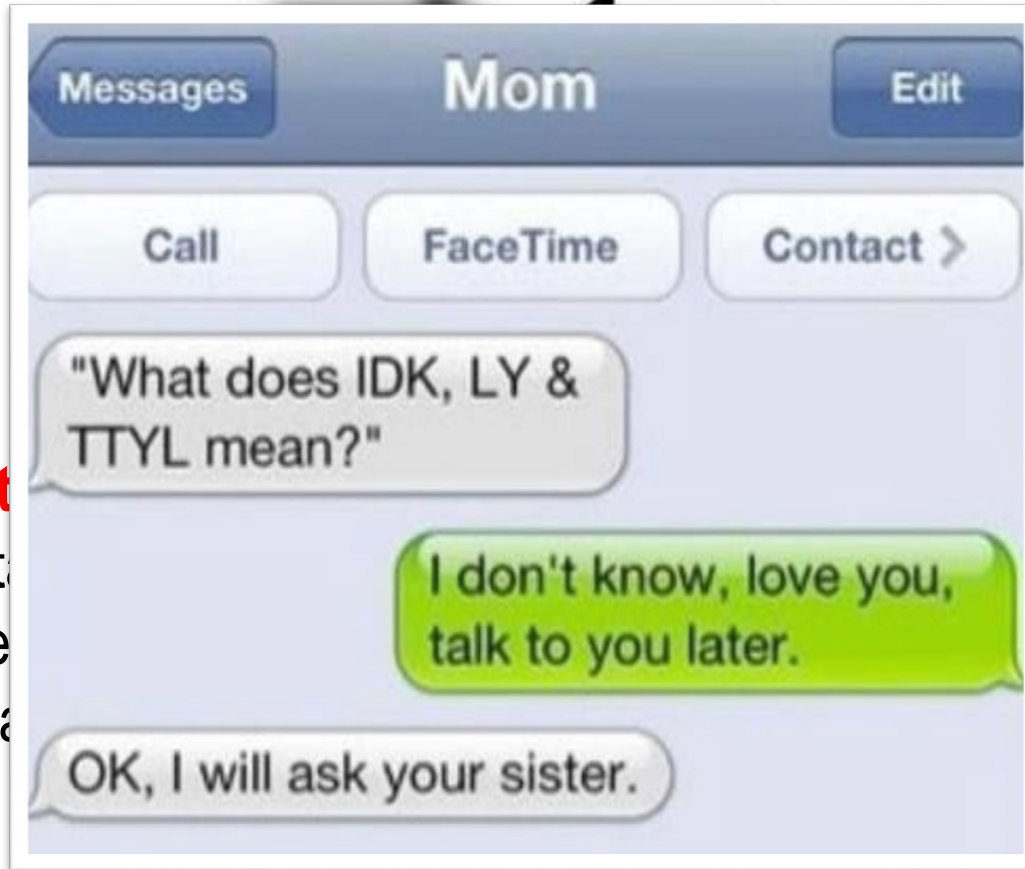 Messages Mom Edit
Call FaceTime Contact >
"What does IDK, LY &
TTYL mean?"
I don't know, love you,
talk to you later.
OK, I will ask your sister.